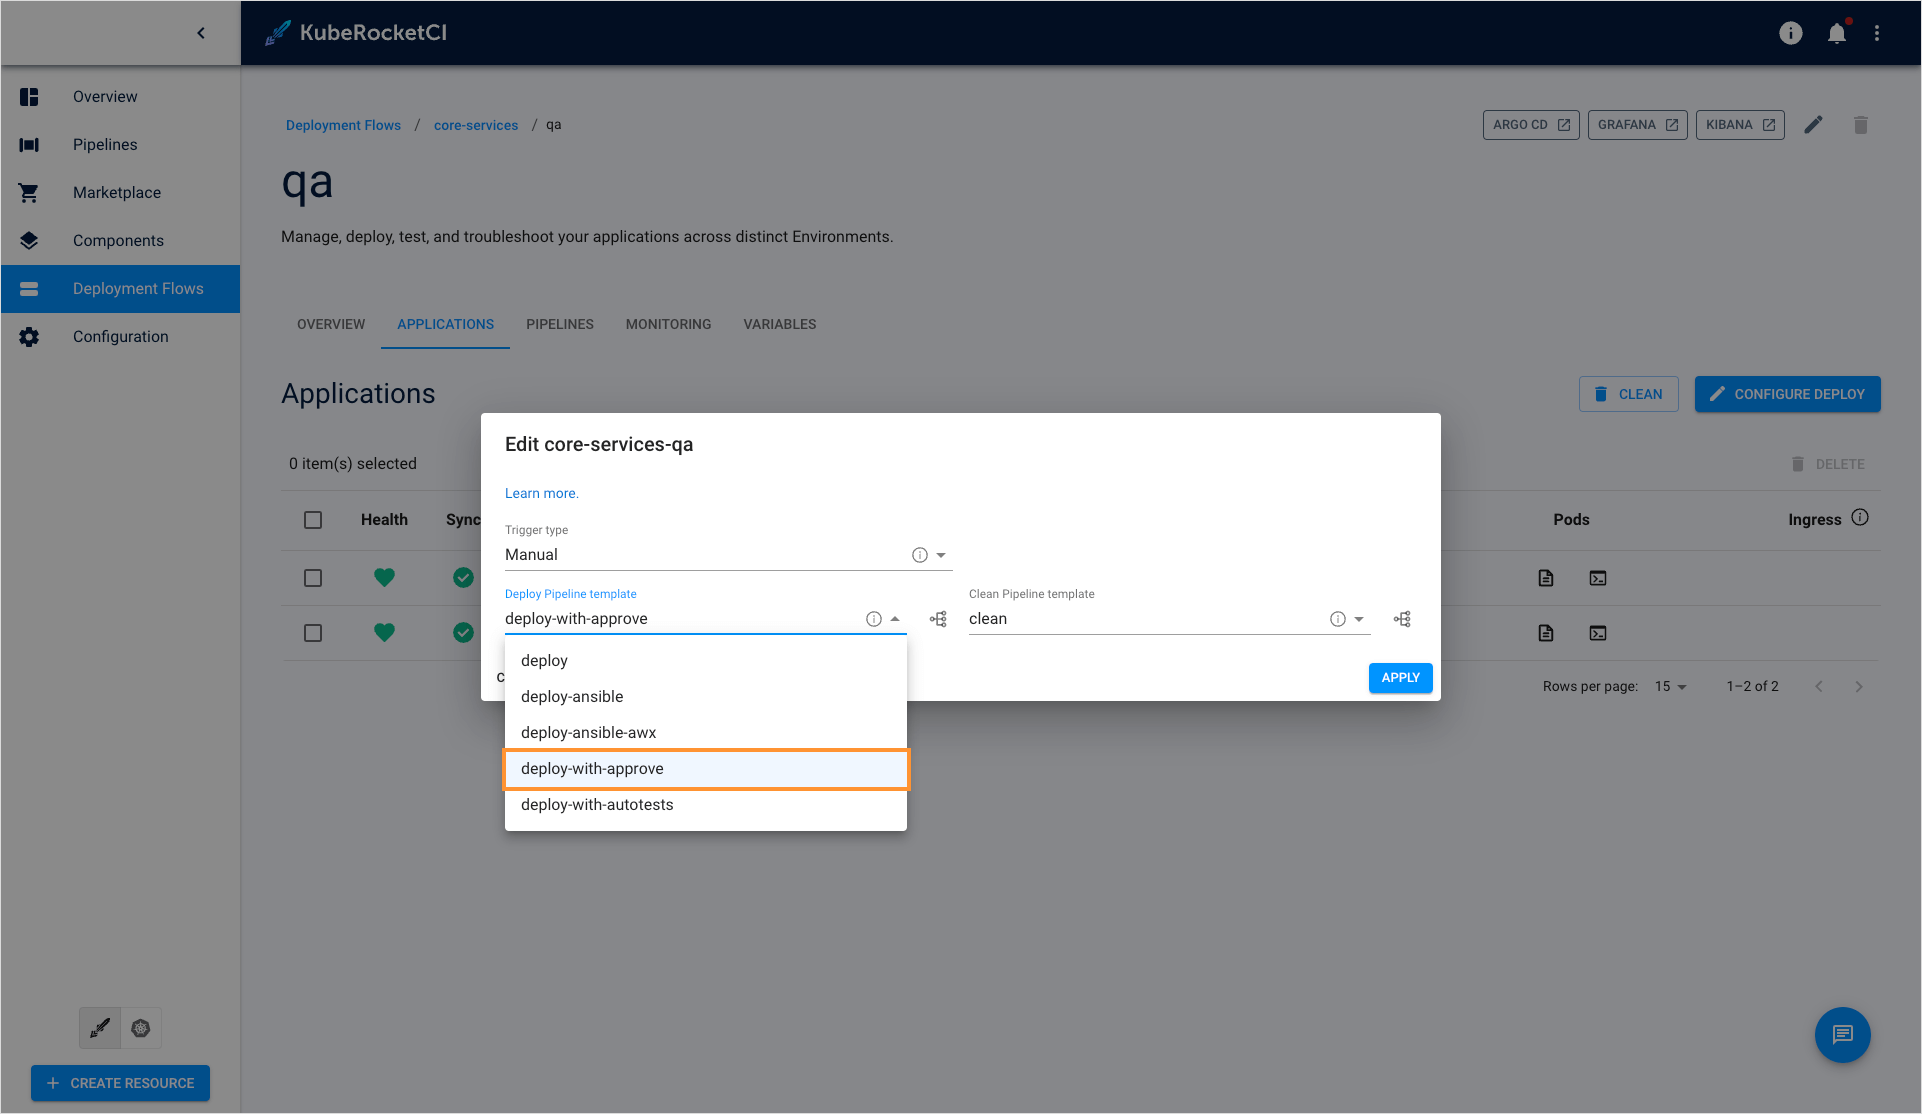 KubeRocketCI
Overview
Pipelines
Marketplace
Components
Deployment Flows
Configuration
CREATE RESOURCE
Deployment Flows / core-services / qa
ARGO CD
GRAFANA
KIBANA
qa
Manage, deploy, test, and troubleshoot your applications across distinct Environments.
OVERVIEW APPLICATIONS PIPELINES MONITORING VARIABLES
Applications
CLEAN
CONFIGURE DEPLOY
0 item(s) selected
DELETE
Health Sync Pods Ingress
Rows per page: 15 1–2 of 2
Edit core-services-qa
Learn more.
Trigger type
Manual
Deploy Pipeline template
deploy-with-approve
Clean Pipeline template
clean
deploy
deploy-ansible
deploy-ansible-awx
deploy-with-approve
deploy-with-autotests
APPLY